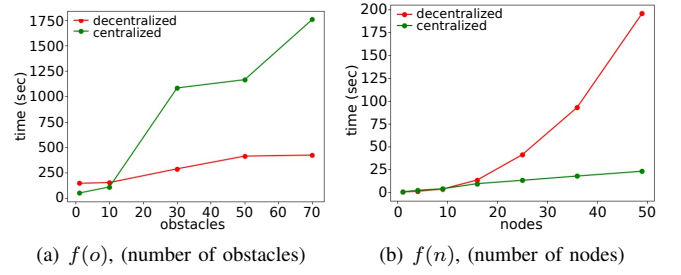 decentralized
centralized
1750
1500
1250
1000
750
500
250
0
time (sec)
0 10 20 30 40 50 60 70
obstacles
(a) f(o), (number of obstacles)
decentralized
centralized
200
175
150
125
100
75
50
25
0
time (sec)
0 10 20 30 40 50
nodes
(b) f(n), (number of nodes)